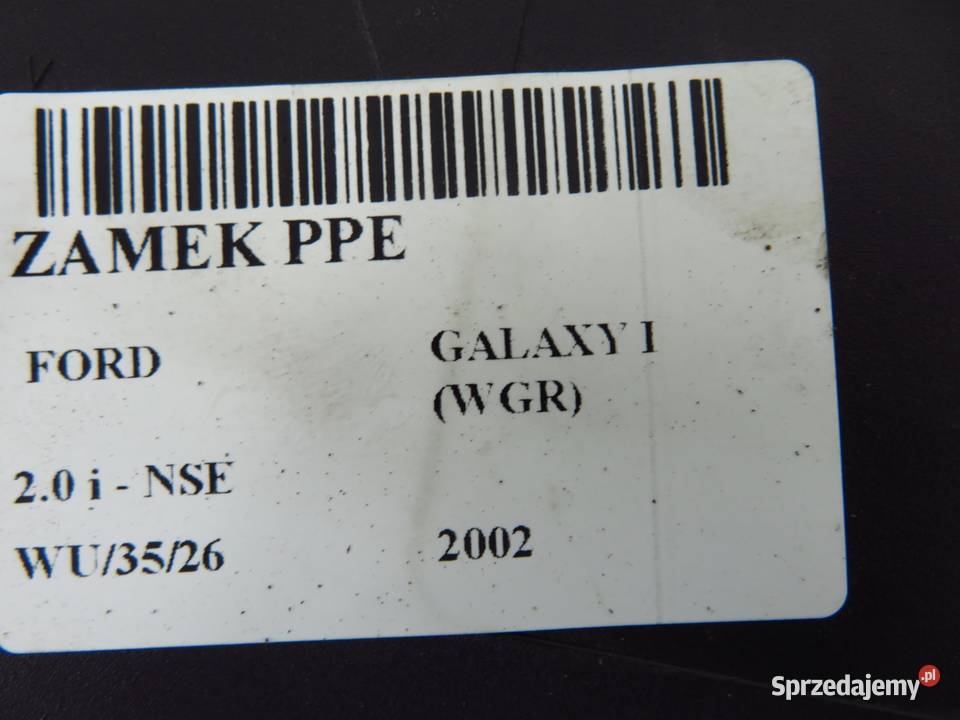 ZAMEK PPE
FORD
GALAXY I
(WGR)
2.0 i - NSE
WU/35/26
2002
Sprzedajemy.pl